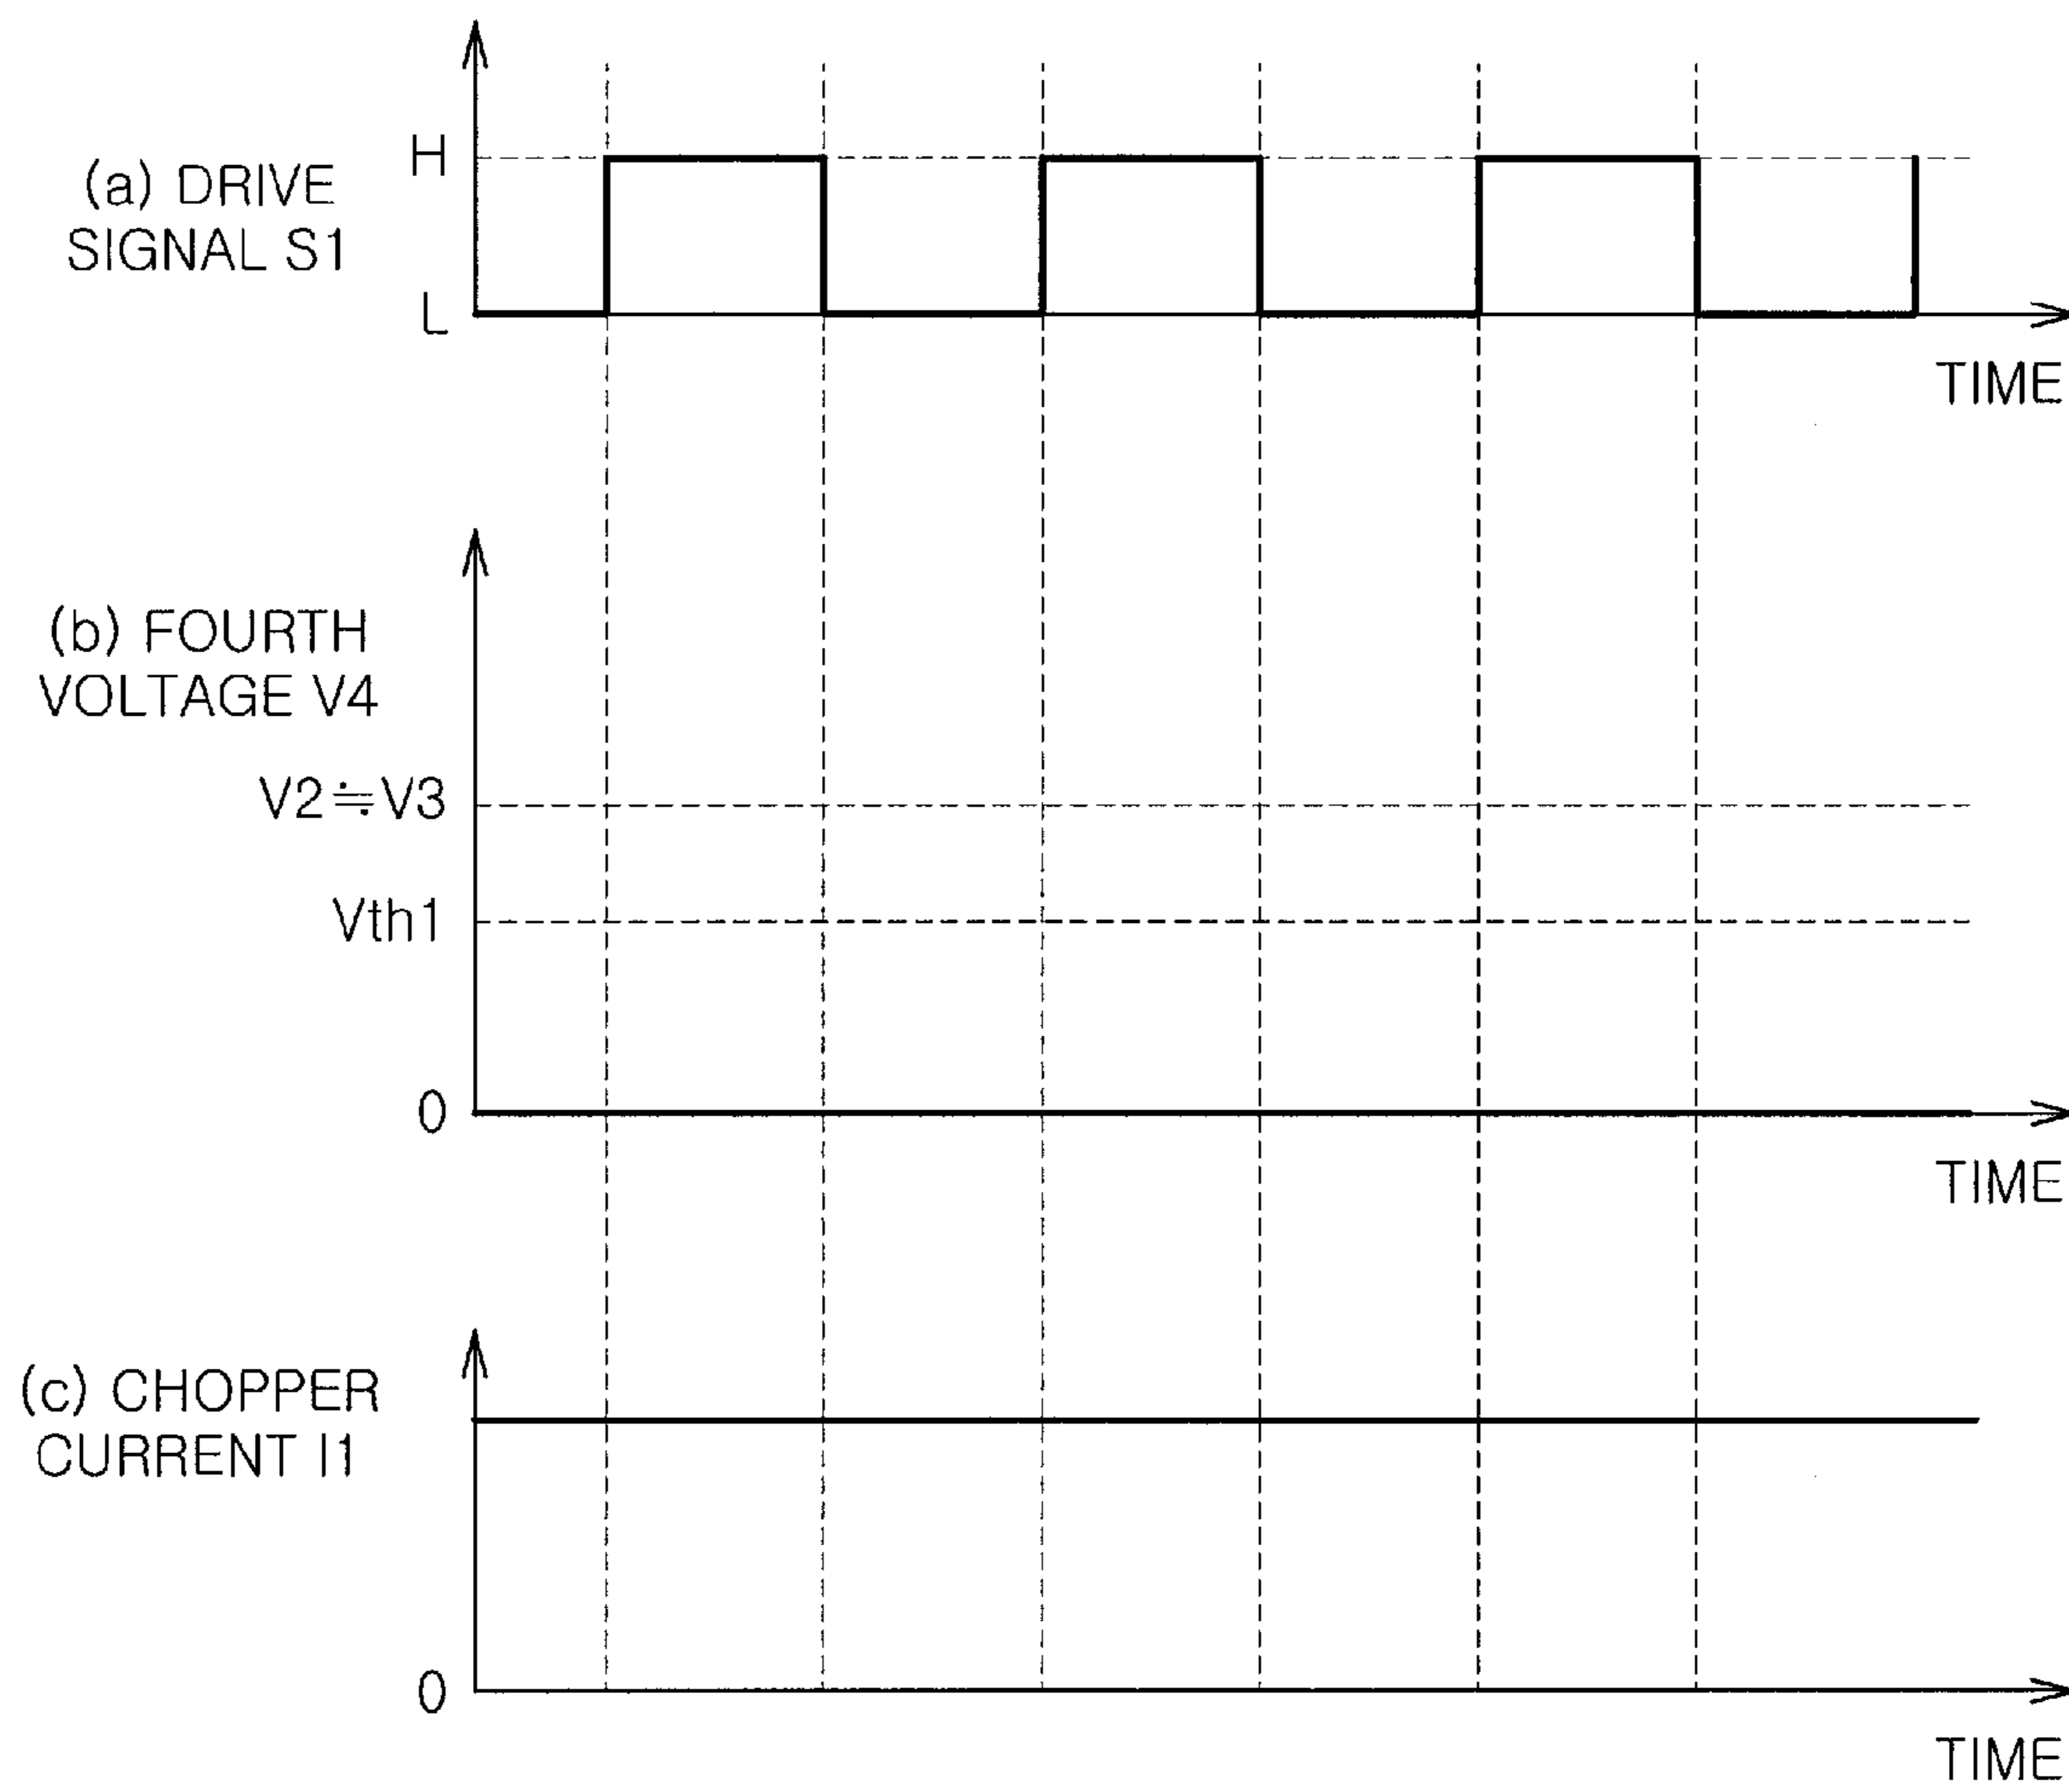 H
(a) DRIVE
SIGNAL S1
L
TIME
(b) FOURTH
VOLTAGE V4
V2≒V3
Vth1
0
TIME
(c) CHOPPER
CURRENT I1
0
TIME